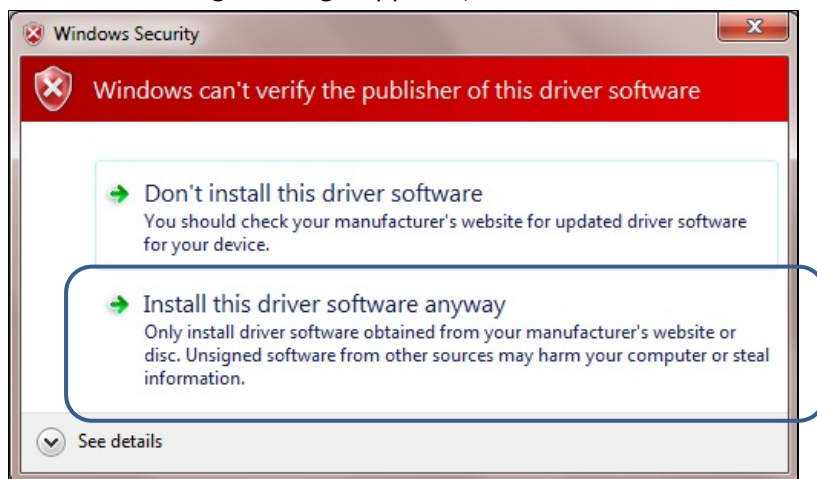 Windows Security
Windows can't verify the publisher of this driver software
Don't install this driver software
You should check your manufacturer's website for updated driver software
for your device.
Install this driver software anyway
Only install driver software obtained from your manufacturer's website or
disc. Unsigned software from other sources may harm your computer or steal
information.
See details